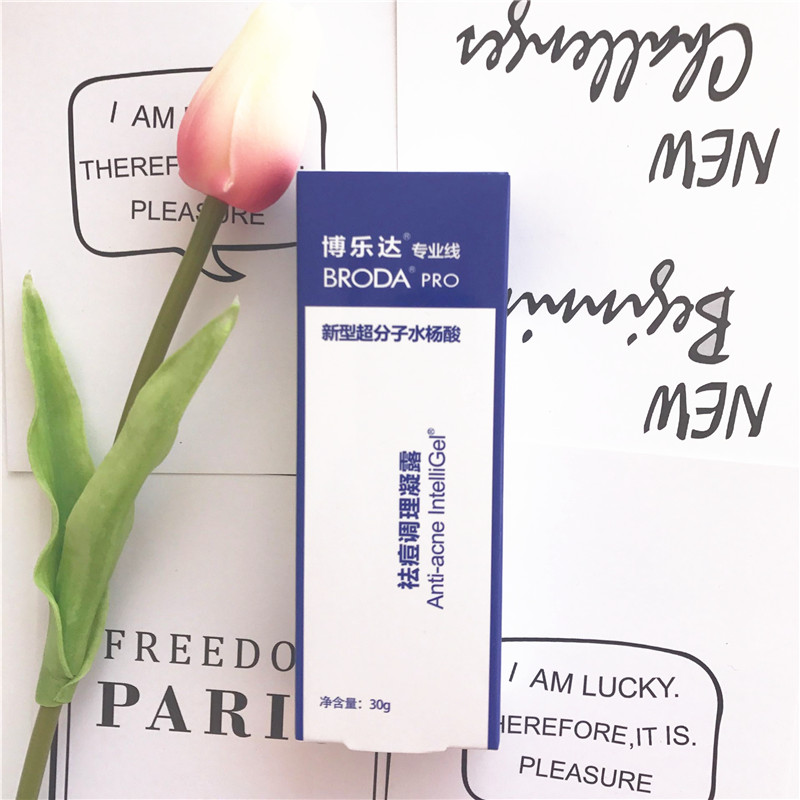 I AM
THEREF
PLEASURE
Challenges
NEW
博乐达® 专业线
BRODA® PRO
新型超分子水杨酸
NEW
祛痘调理凝露
Anti-acne IntelliGel®
FREEDO
PARI
净含量：30g
I AM LUCKY.
HEREFORE,IT IS.
PLEASURE